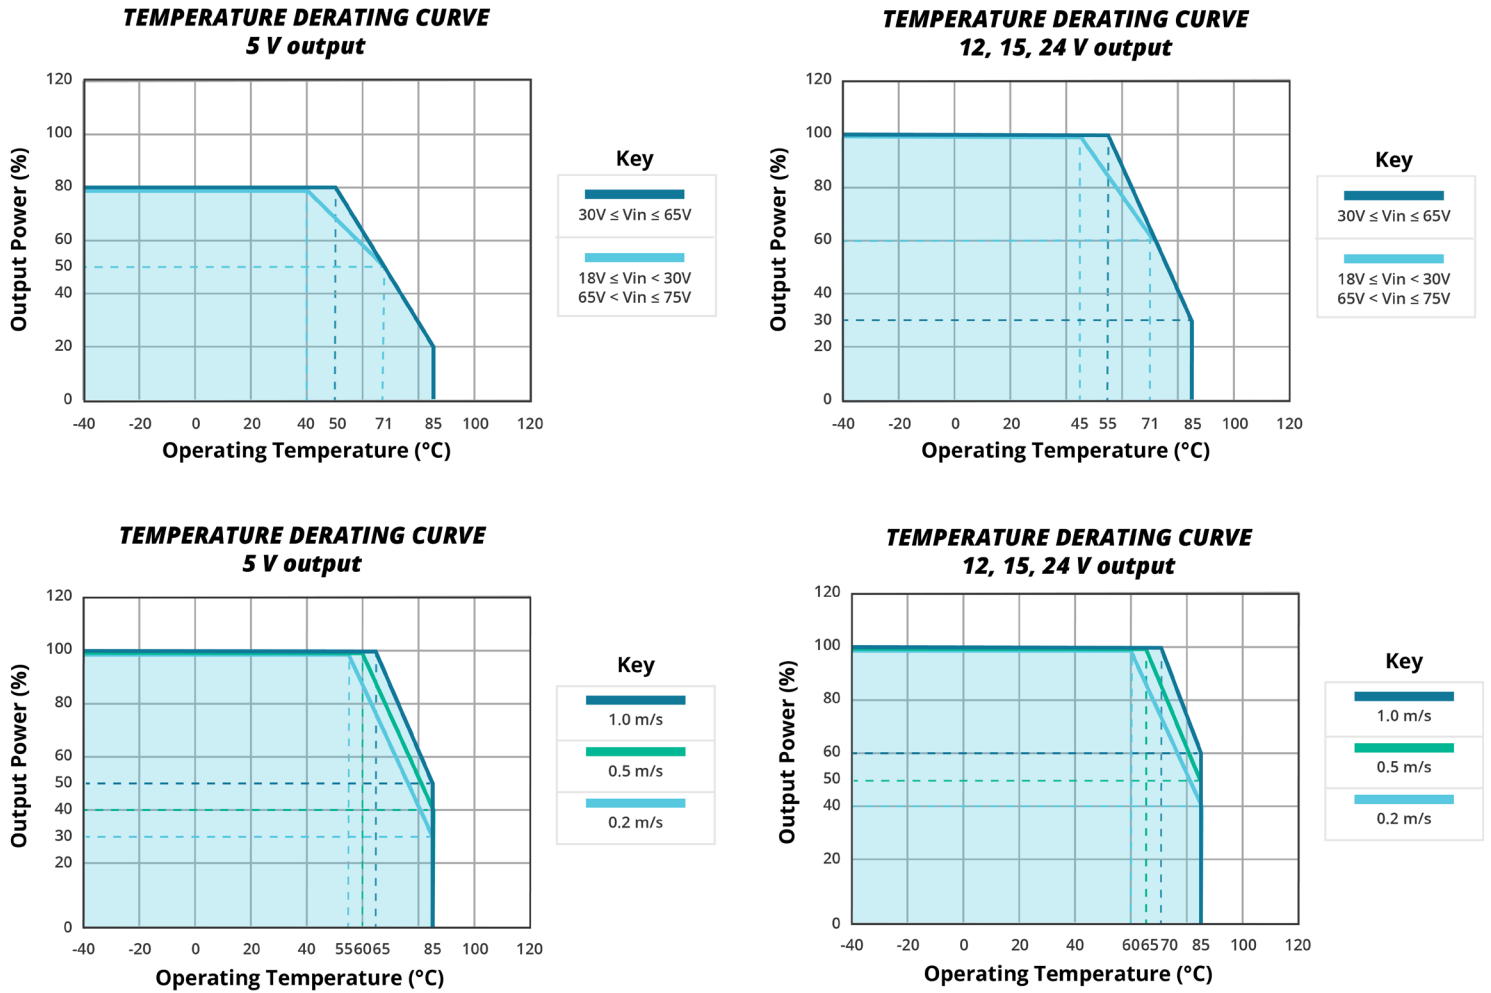 TEMPERATURE DERATING CURVE
5 V output
120
100
80
60
50
40
20
0
Output Power (%)
-40 -20 0 20 40 50 71 85 100 120
Operating Temperature (°C)
Key
30V ≤ Vin ≤ 65V
18V ≤ Vin < 30V
65V < Vin ≤ 75V
TEMPERATURE DERATING CURVE
12, 15, 24 V output
120
100
80
60
40
30
20
0
Output Power (%)
-40 -20 0 20 45 55 71 85 100 120
Operating Temperature (°C)
Key
30V ≤ Vin ≤ 65V
18V ≤ Vin < 30V
65V < Vin ≤ 75V
TEMPERATURE DERATING CURVE
5 V output
120
100
80
60
50
40
30
20
0
Output Power (%)
-40 -20 0 20 40 55 60 65 85 100 120
Operating Temperature (°C)
Key
1.0 m/s
0.5 m/s
0.2 m/s
TEMPERATURE DERATING CURVE
12, 15, 24 V output
120
100
80
60
50
40
20
0
Output Power (%)
-40 -20 0 20 40 60 65 70 85 100 120
Operating Temperature (°C)
Key
1.0 m/s
0.5 m/s
0.2 m/s